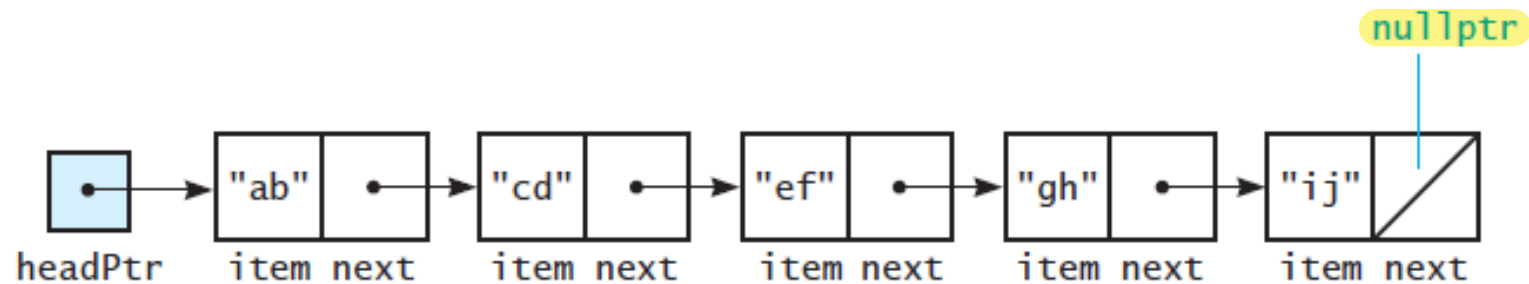 nullptr
"ab" "cd" "ef" "gh" "ij"
headPtr item next item next item next item next item next